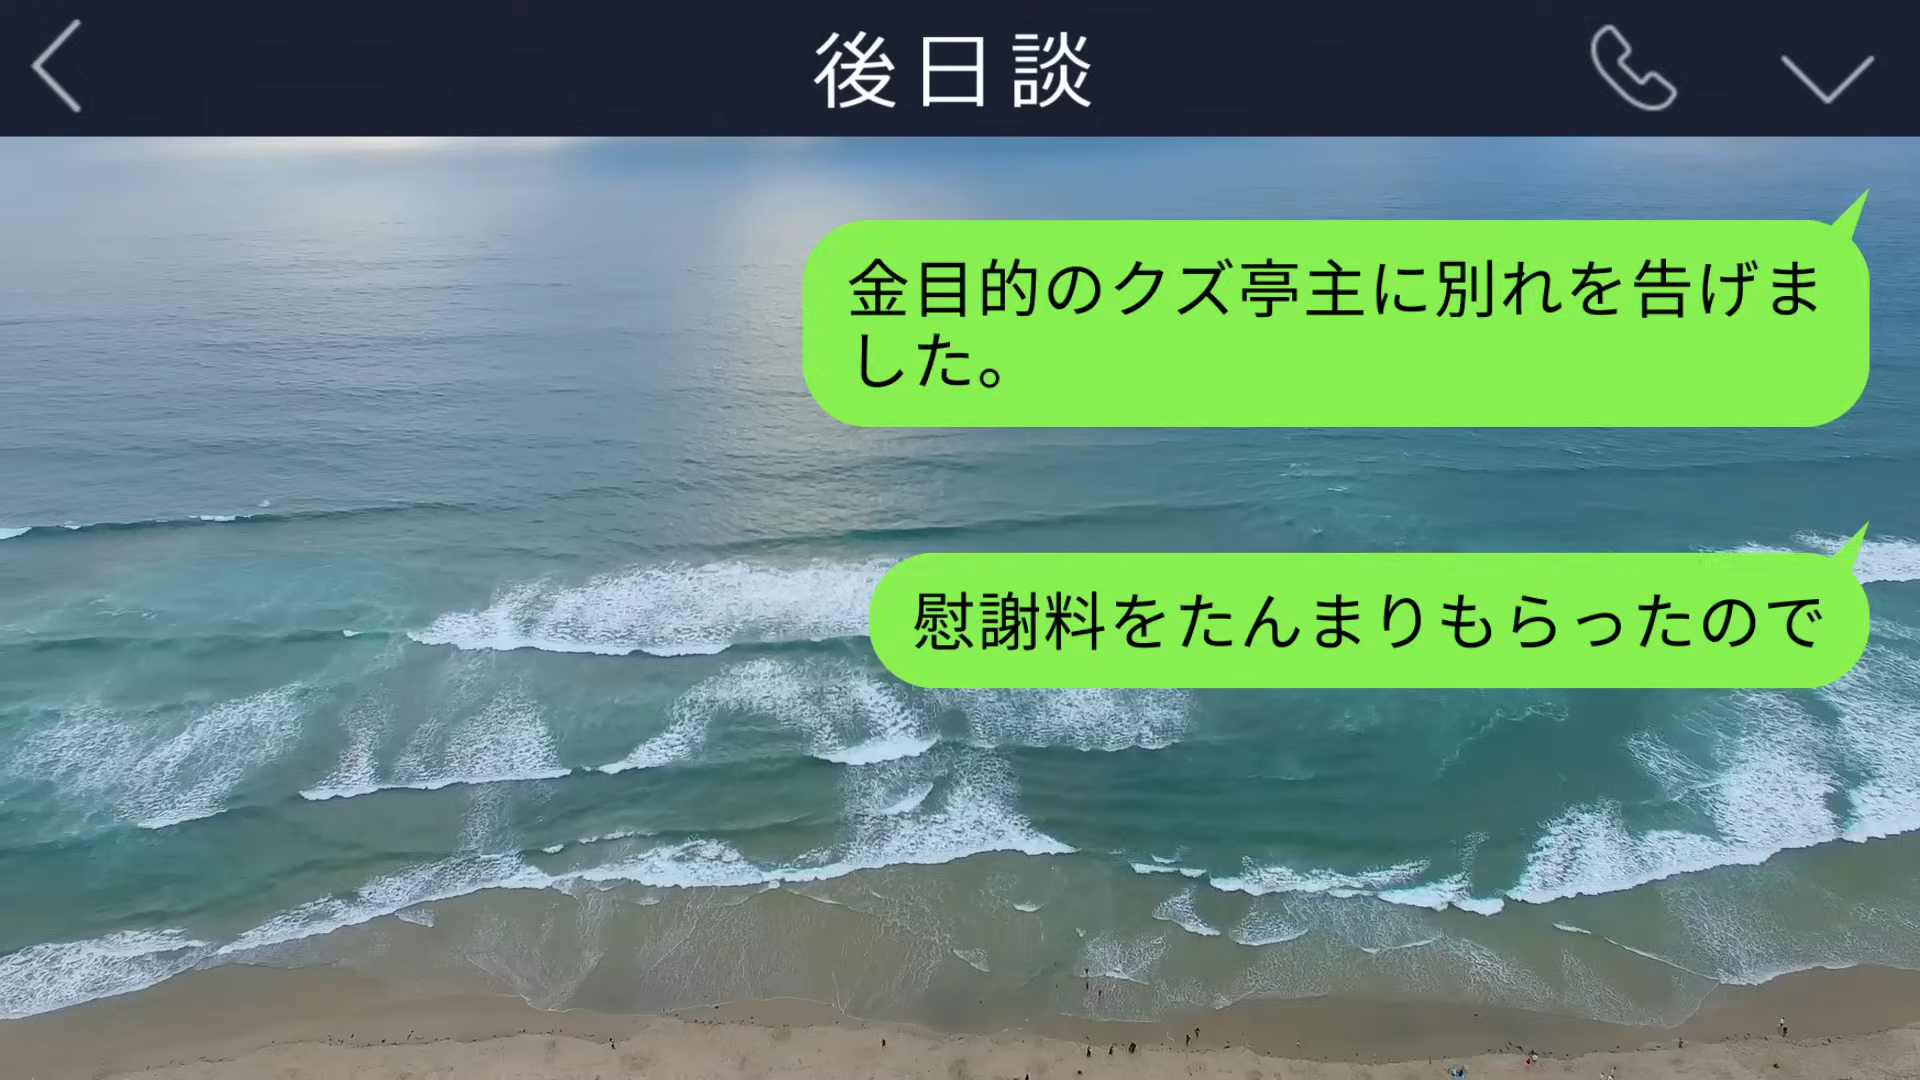 後日談
金目的のクズ亭主に別れを告げま
した。
慰謝料をたんまりもらったので